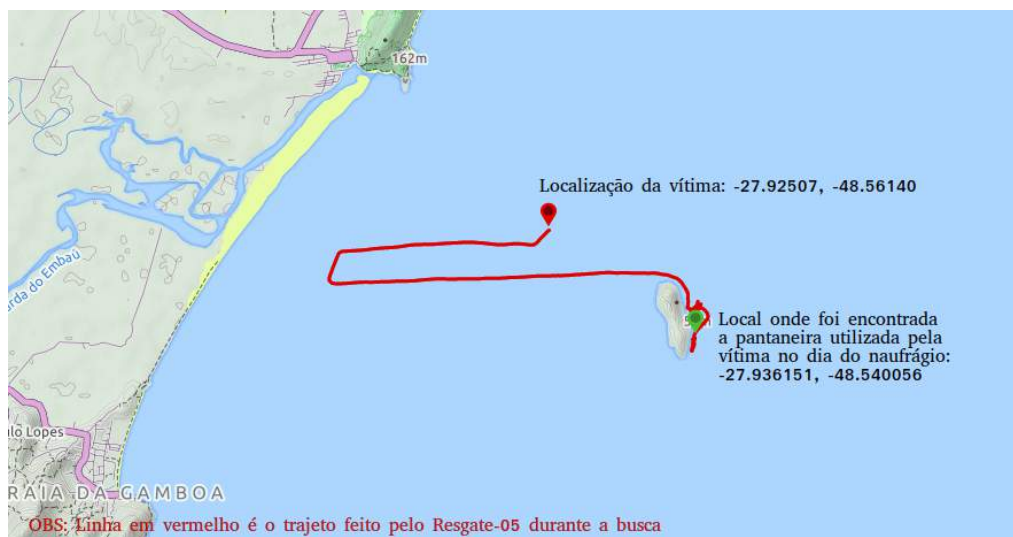 162m
Localização da vítima: -27.92507, -48.56140
rda do Embaú
Local onde foi encontrada
a pantaneira utilizada pela
vítima no dia do naufrágio:
-27.936151, -48.540056
ulo Lopes
RAIA DA GAMBOA
OBS: Linha em vermelho é o trajeto feito pelo Resgate-05 durante a busca